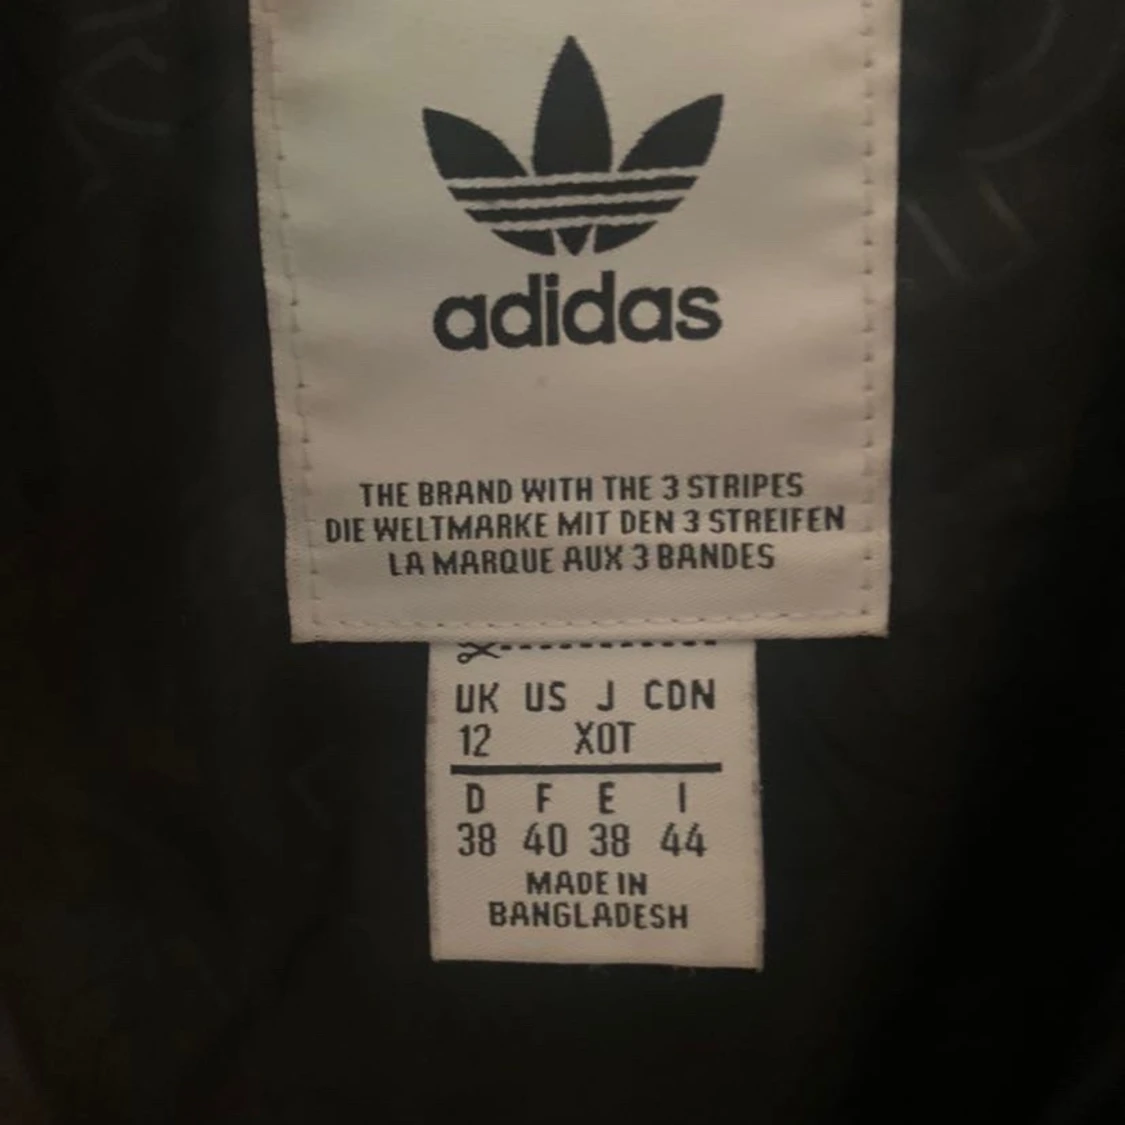 adidas
THE BRAND WITH THE 3 STRIPES
DIE WELTMARKE MIT DEN 3 STREIFEN
LA MARQUE AUX 3 BANDES
UK US J CDN
12 XOT
D F E I
38 40 38 44
MADE IN
BANGLADESH